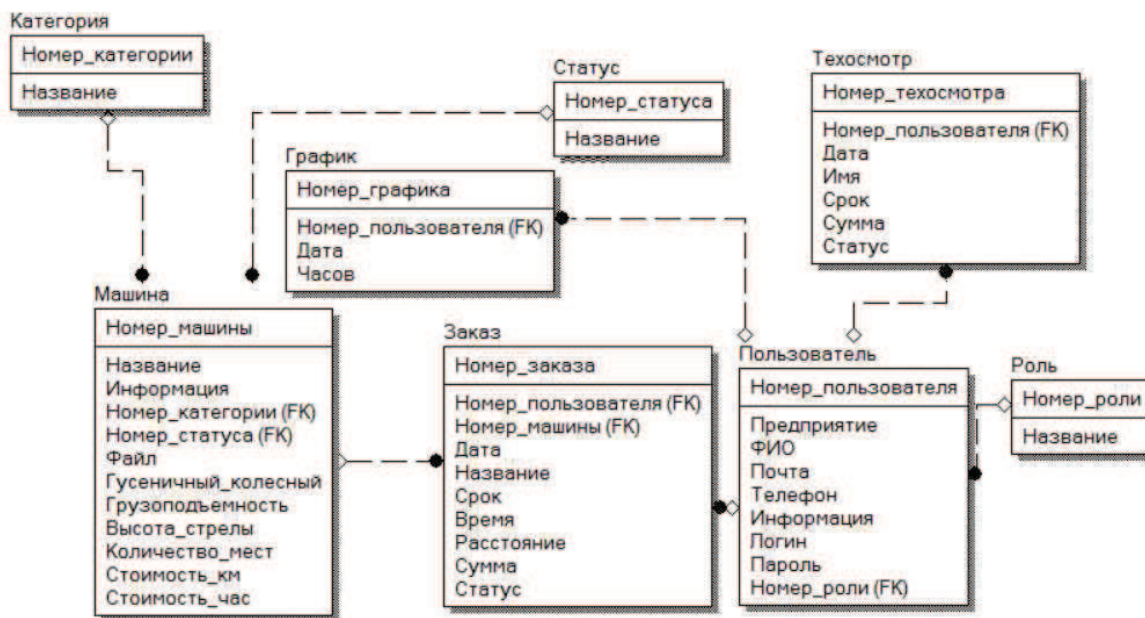 Категория
Номер_категории
Название
Статус
Номер_статуса
Название
Техосмотр
Номер_техосмотра
Номер_пользователя (FK)
Дата
Имя
Срок
Сумма
Статус
График
Номер_графика
Номер_пользователя (FK)
Дата
Часов
Машина
Номер_машины
Название
Информация
Номер_категории (FK)
Номер_статуса (FK)
Файл
Гусеничный_колесный
Грузоподъемность
Высота_стрелы
Количество_мест
Стоимость_км
Стоимость_час
Заказ
Номер_заказа
Номер_пользователя (FK)
Номер_машины (FK)
Дата
Название
Срок
Время
Расстояние
Сумма
Статус
Пользователь
Номер_пользователя
Предприятие
ФИО
Почта
Телефон
Информация
Логин
Пароль
Номер_роли (FK)
Роль
Номер_роли
Название